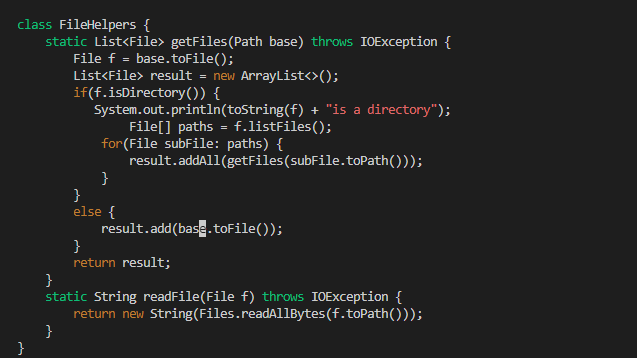 class FileHelpers {
    static List<File> getFiles(Path base) throws IOException {
        File f = base.toFile();
        List<File> result = new ArrayList<>();
        if(f.isDirectory()) {
           System.out.println(toString(f) + "is a directory");
                File[] paths = f.listFiles();
            for(File subFile: paths) {
                result.addAll(getFiles(subFile.toPath()));
            }
        }
        else {
            result.add(base.toFile());
        }
        return result;
    }
    static String readFile(File f) throws IOException {
        return new String(Files.readAllBytes(f.toPath()));
    }
}